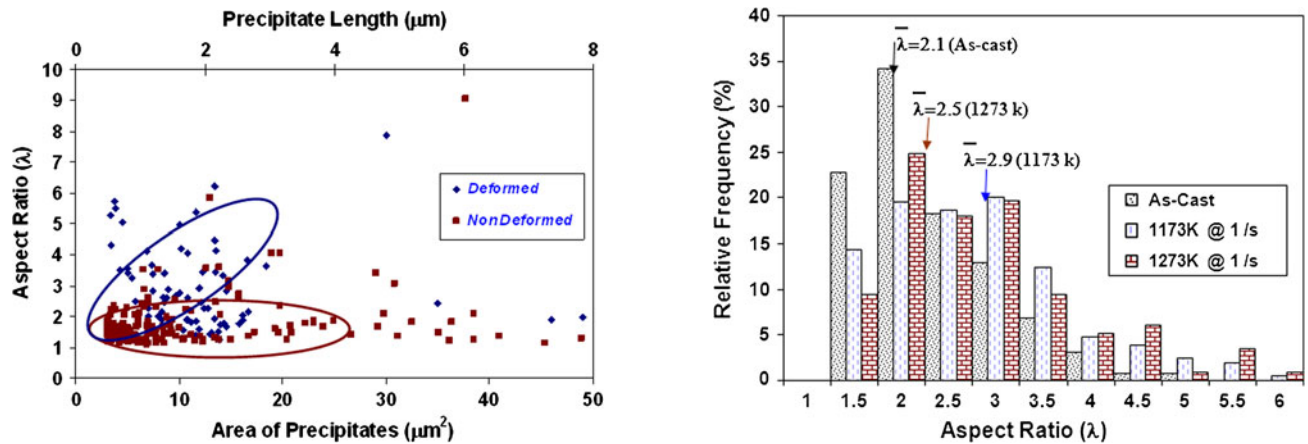 Precipitate Length (μm)
0 2 4 6 8
10
9
8
7
6
5
4
3
2
1
0
Aspect Ratio (λ)
Deformed
NonDeformed
0 10 20 30 40 50
Area of Precipitates (μm²)
40
35
30
25
20
15
10
5
0
Relative Frequency (%)
λ̅=2.1 (As-cast)
λ̅=2.5 (1273 k)
λ̅=2.9 (1173 k)
As-Cast
1173K @ 1 /s
1273K @ 1 /s
1 1.5 2 2.5 3 3.5 4 4.5 5 5.5 6
Aspect Ratio (λ)